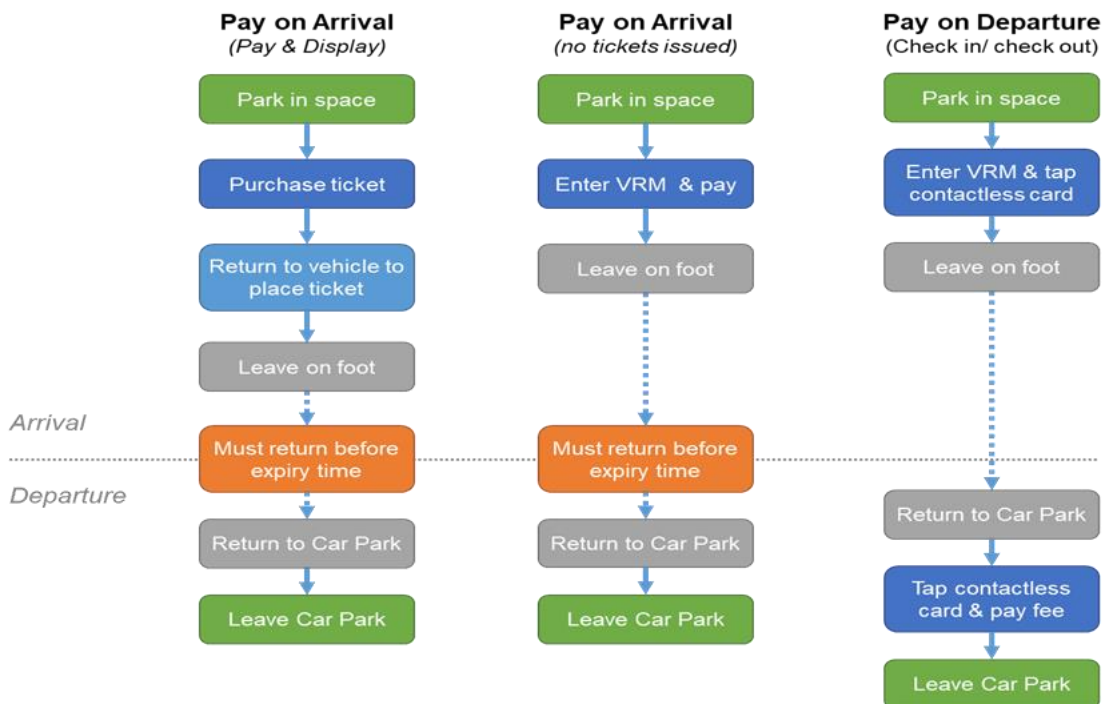 Pay on Arrival
(Pay & Display)
Park in space
Purchase ticket
Return to vehicle to
place ticket
Leave on foot
Must return before
expiry time
Return to Car Park
Leave Car Park
Pay on Arrival
(no tickets issued)
Park in space
Enter VRM & pay
Leave on foot
Must return before
expiry time
Return to Car Park
Leave Car Park
Pay on Departure
(Check in/ check out)
Park in space
Enter VRM & tap
contactless card
Leave on foot
Return to Car Park
Tap contactless
card & pay fee
Leave Car Park
Arrival
Departure